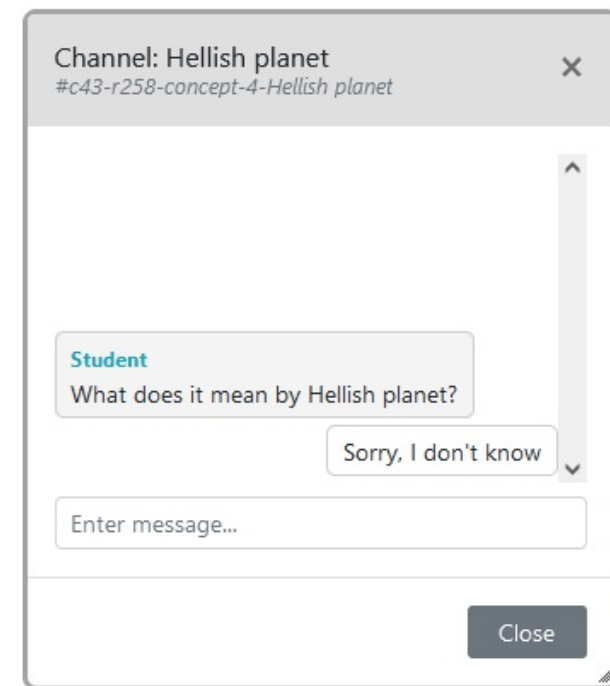 Channel: Hellish planet
#c43-r258-concept-4-Hellish planet
Student
What does it mean by Hellish planet?
Sorry, I don't know
Enter message...
Close